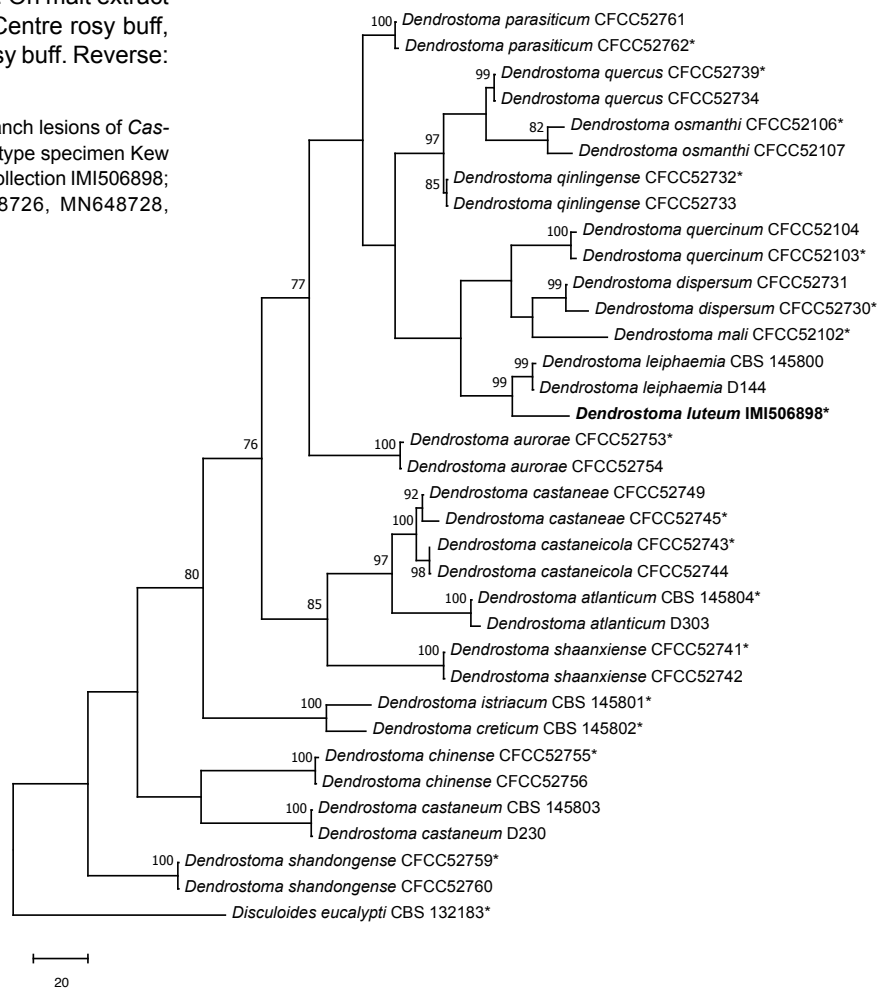 On malt extract
Centre rosy buff,
sy buff. Reverse:
anch lesions of Cas-
type specimen Kew
ollection IMI506898;
8726, MN648728,
100 Dendrostoma parasiticum CFCC52761
Dendrostoma parasiticum CFCC52762*
99 Dendrostoma quercus CFCC52739*
Dendrostoma quercus CFCC52734
82 Dendrostoma osmanthi CFCC52106*
97 Dendrostoma osmanthi CFCC52107
85 Dendrostoma qinlingense CFCC52732*
Dendrostoma qinlingense CFCC52733
100 Dendrostoma quercinum CFCC52104
Dendrostoma quercinum CFCC52103*
77 99 Dendrostoma dispersum CFCC52731
Dendrostoma dispersum CFCC52730*
Dendrostoma mali CFCC52102*
99 Dendrostoma leiphaemia CBS 145800
99 Dendrostoma leiphaemia D144
Dendrostoma luteum IMI506898*
76 100 Dendrostoma aurorae CFCC52753*
Dendrostoma aurorae CFCC52754
92 Dendrostoma castaneae CFCC52749
100 Dendrostoma castaneae CFCC52745*
Dendrostoma castaneicola CFCC52743*
80 97 98 Dendrostoma castaneicola CFCC52744
85 100 Dendrostoma atlanticum CBS 145804*
Dendrostoma atlanticum D303
100 Dendrostoma shaanxiense CFCC52741*
Dendrostoma shaanxiense CFCC52742
100 Dendrostoma istriacum CBS 145801*
Dendrostoma creticum CBS 145802*
100 Dendrostoma chinense CFCC52755*
Dendrostoma chinense CFCC52756
100 Dendrostoma castaneum CBS 145803
Dendrostoma castaneum D230
100 Dendrostoma shandongense CFCC52759*
Dendrostoma shandongense CFCC52760
Disculoides eucalypti CBS 132183*
20